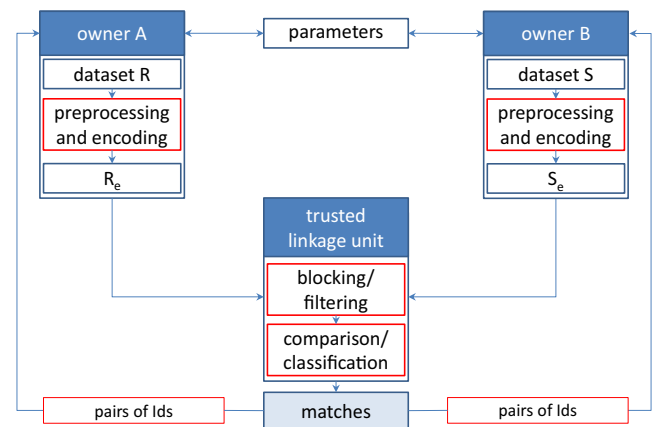 owner A
parameters
owner B
dataset R
preprocessing
and encoding
Re
dataset S
preprocessing
and encoding
Se
trusted
linkage unit
blocking/
filtering
comparison/
classification
pairs of Ids
matches
pairs of Ids